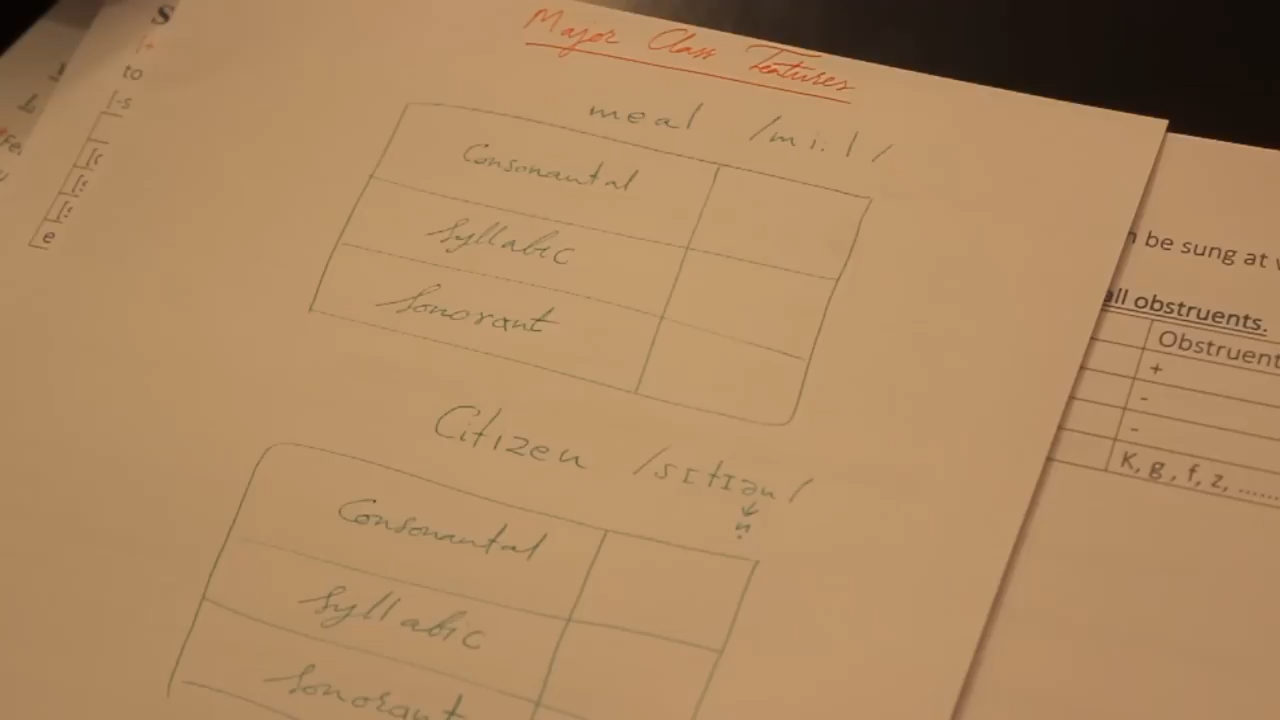 Major Class Features
meal /mi:l/
Consonantal
Syllabic
Sonorant
Citizen /sɪtɪən/
n̩
Consonantal
Syllabic
Sonorant
S
to
[-s
e
be sung at
all obstruents.
Obstruent
+
-
-
K, g, f, z, ......